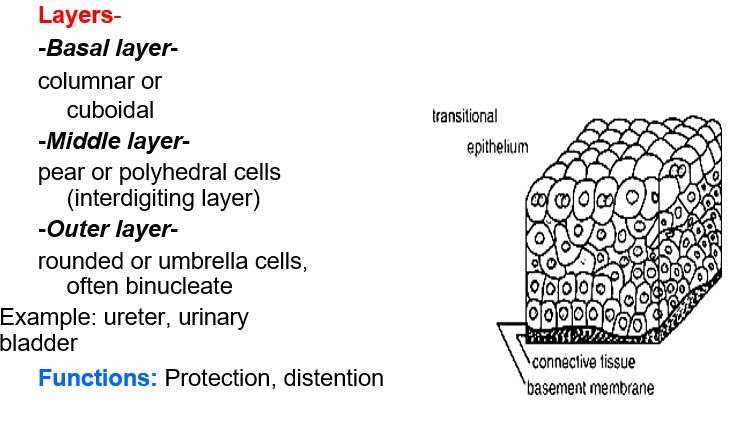 Layers-
-Basal layer-
columnar or
cuboidal
-Middle layer-
pear or polyhedral cells
(interdigiting layer)
-Outer layer-
rounded or umbrella cells,
often binucleate
Example: ureter, urinary
bladder
Functions: Protection, distention
transitional
epithelium
connective tissue
basement membrane